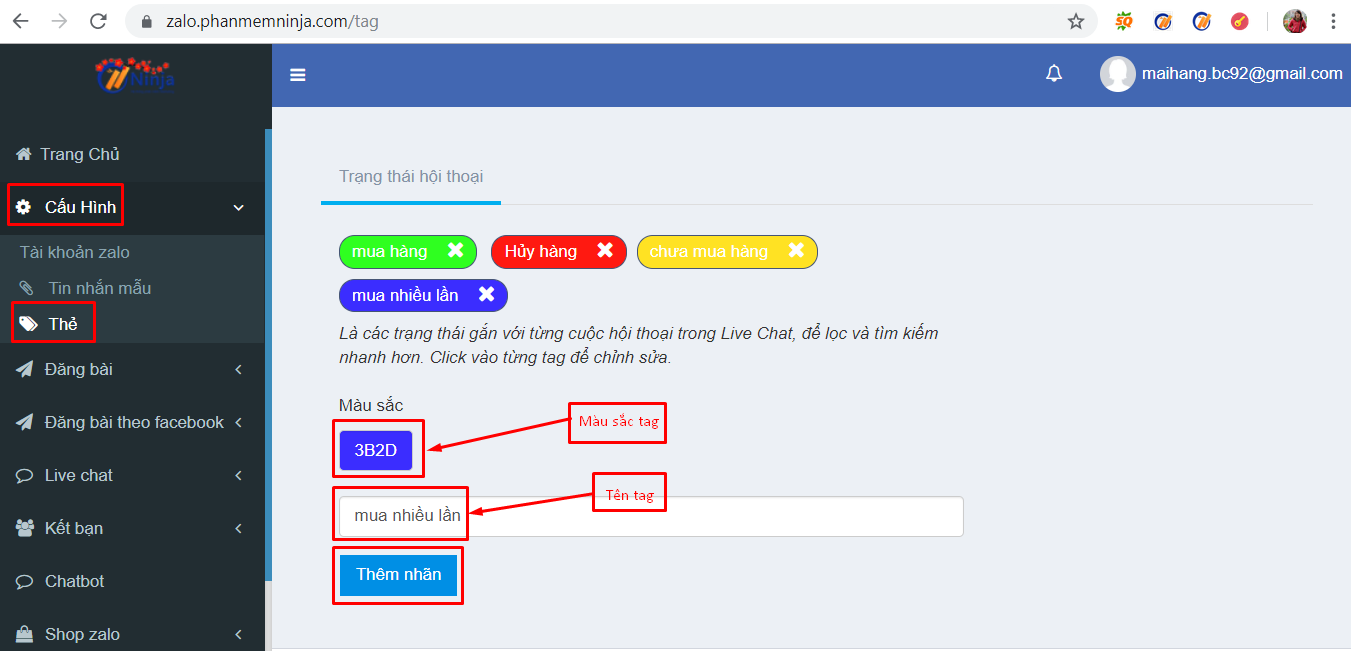 zalo.phanmemninja.com/tag
Ninja
maihang.bc92@gmail.com
Trang Chủ
Cấu Hình
Tài khoản zalo
Tin nhắn mẫu
Thẻ
Đăng bài
Đăng bài theo facebook
Live chat
Kết bạn
Chatbot
Shop zalo
Trạng thái hội thoại
mua hàng
Hủy hàng
chưa mua hàng
mua nhiều lần
Là các trạng thái gắn với từng cuộc hội thoại trong Live Chat, để lọc và tìm kiếm
nhanh hơn. Click vào từng tag để chỉnh sửa.
Màu sắc
3B2D
Màu sắc tag
Tên tag
mua nhiều lần
Thêm nhãn